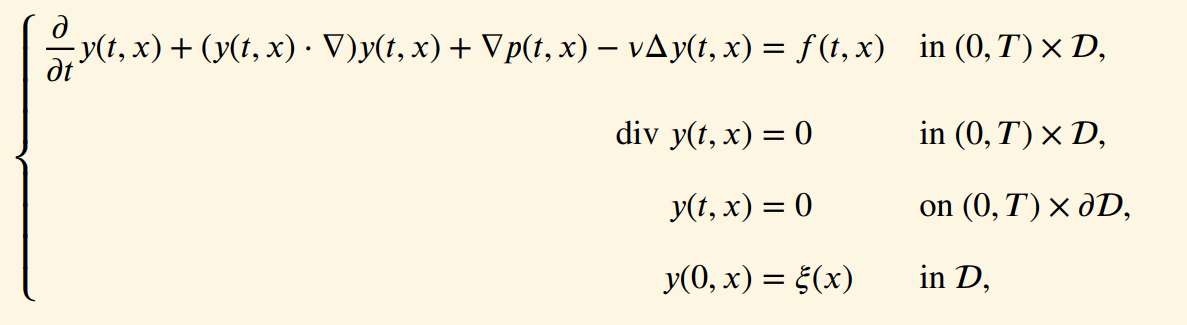 ∂/∂t y(t, x) + (y(t, x) · ∇)y(t, x) + ∇p(t, x) − νΔy(t, x) = f(t, x) in (0, T) × 𝒟,
div y(t, x) = 0 in (0, T) × 𝒟,
y(t, x) = 0 on (0, T) × ∂𝒟,
y(0, x) = ξ(x) in 𝒟,